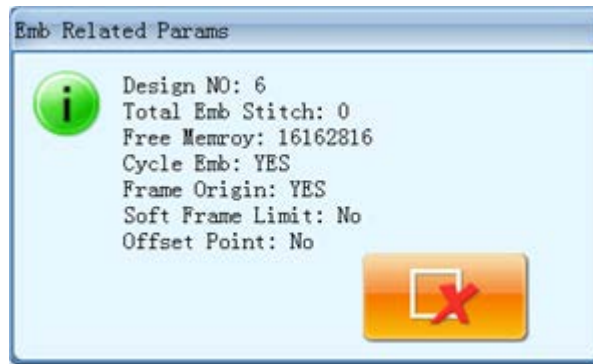 Emb Related Params
Design NO: 6
Total Emb Stitch: 0
Free Memroy: 16162816
Cycle Emb: YES
Frame Origin: YES
Soft Frame Limit: No
Offset Point: No